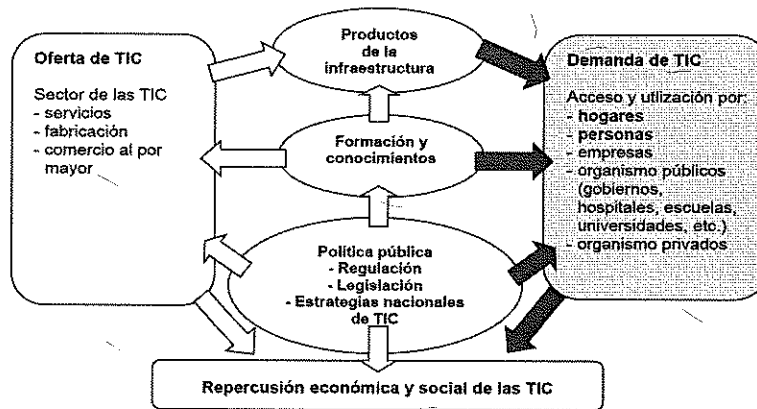 Oferta de TIC
Sector de las TIC
- servicios
- fabricación
- comercio al por
mayor
Productos
de la
infraestructura
Formación y
conocimientos
Política pública
- Regulación
- Legislación
- Estrategias nacionales
de TIC
Demanda de TIC
Acceso y utlización por:
- hogares
- personas
- empresas
- organismo públicos
(gobiernos,
hospitales, escuelas,
universidades, etc.)
- organismo privados
Repercusión económica y social de las TIC